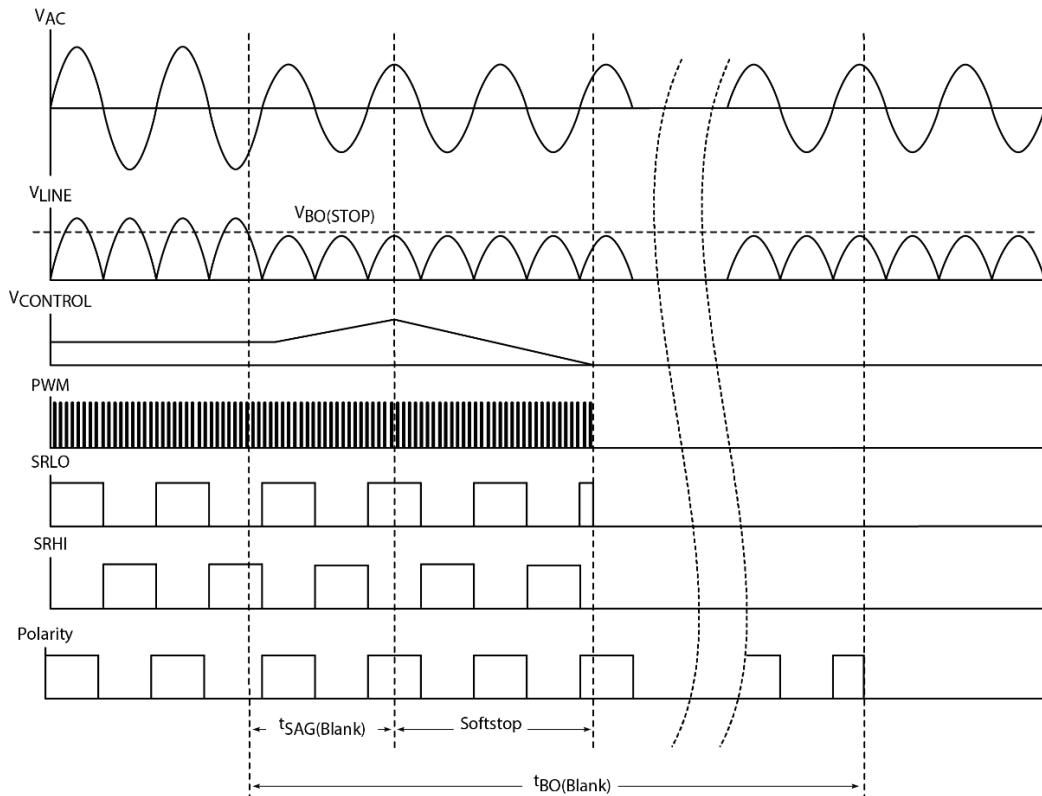 VAC
VLINE
VBO(STOP)
VCONTROL
PWM
SRLO
SRHI
Polarity
tSAG(Blank)
Softstop
tBO(Blank)